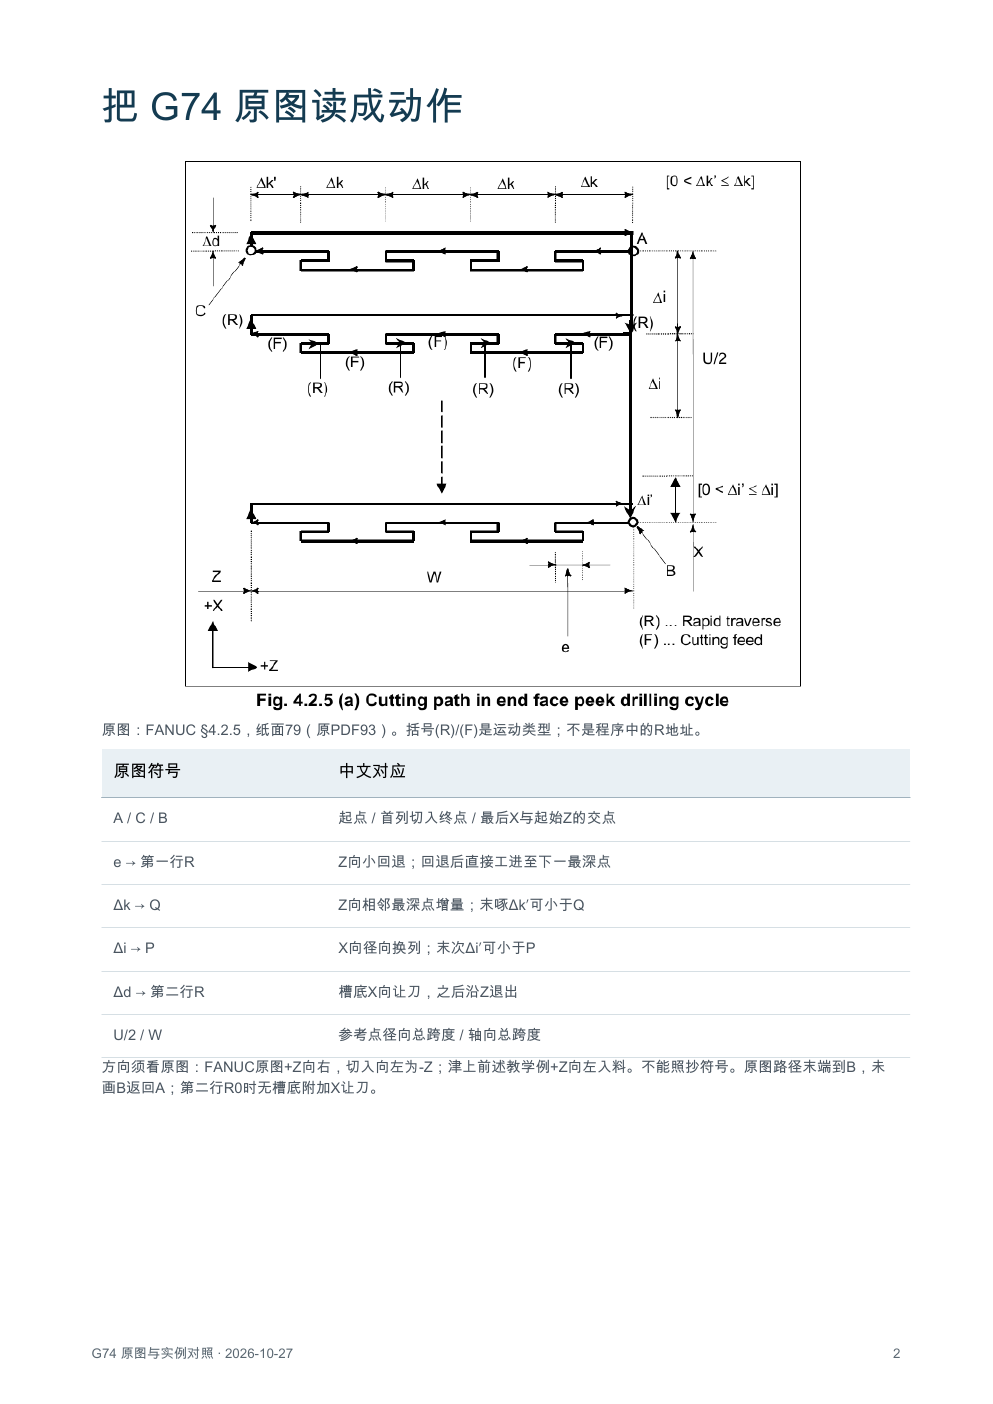 把 G74 原图读成动作
Δk' Δk Δk Δk Δk [0 < Δk' ≤ Δk]
Δd
A
C
Δi
(R) (R)
(F) (F) (F)
(F) (F)
U/2
(R) (R) (R) (R)
Δi
[0 < Δi' ≤ Δi]
Δi'
X
B
Z W
+X
(R) ... Rapid traverse
(F) ... Cutting feed
e
+Z
Fig. 4.2.5 (a) Cutting path in end face peek drilling cycle
原图：FANUC §4.2.5，纸面79（原PDF93）。括号(R)/(F)是运动类型；不是程序中的R地址。
原图符号 中文对应
A / C / B 起点 / 首列切入终点 / 最后X与起始Z的交点
e → 第一行R Z向小回退；回退后直接工进至下一最深点
Δk → Q Z向相邻最深点增量；末啄Δk′可小于Q
Δi → P X向径向换列；末次Δi′可小于P
Δd → 第二行R 槽底X向让刀，之后沿Z退出
U/2 / W 参考点径向总跨度 / 轴向总跨度
方向须看原图：FANUC原图+Z向右，切入向左为-Z；津上前述教学例+Z向左入料。不能照抄符号。原图路径末端到B，未
画B返回A；第二行R0时无槽底附加X让刀。
G74 原图与实例对照 · 2026-10-27 2